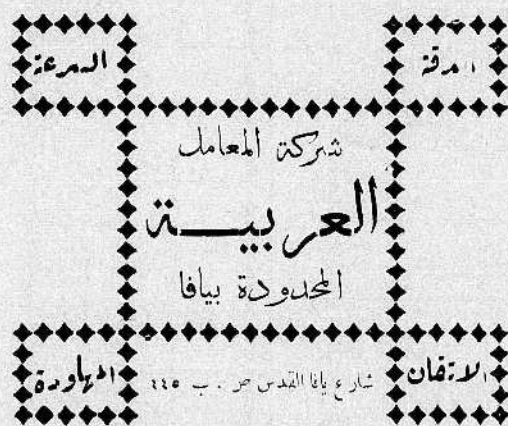 الدقة
السرعة
شركة المعامل
العربيـــة
المحدودة بيافا
الاتقان
شارع يافا القدس ص . ب ٤٤٥
المهاودة